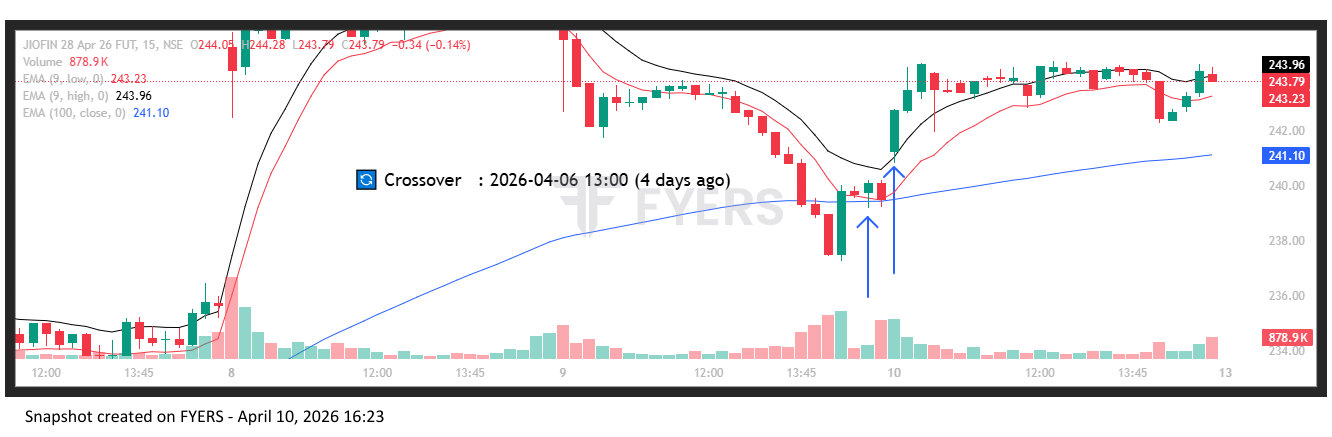 JIOFIN 28 Apr 26 FUT, 15, NSE O244.05 H244.28 L243.79 C243.79 −0.34 (−0.14%)
Volume 878.9K
EMA (9, low, 0) 243.23
EMA (9, high, 0) 243.96
EMA (100, close, 0) 241.10
243.96
243.79
243.23
242.00
241.10
240.00
238.00
236.00
878.9K
234.00
Crossover : 2026-04-06 13:00 (4 days ago)
FYERS
12:00 13:45 8 12:00 13:45 9 12:00 13:45 10 12:00 13:45 13
Snapshot created on FYERS - April 10, 2026 16:23